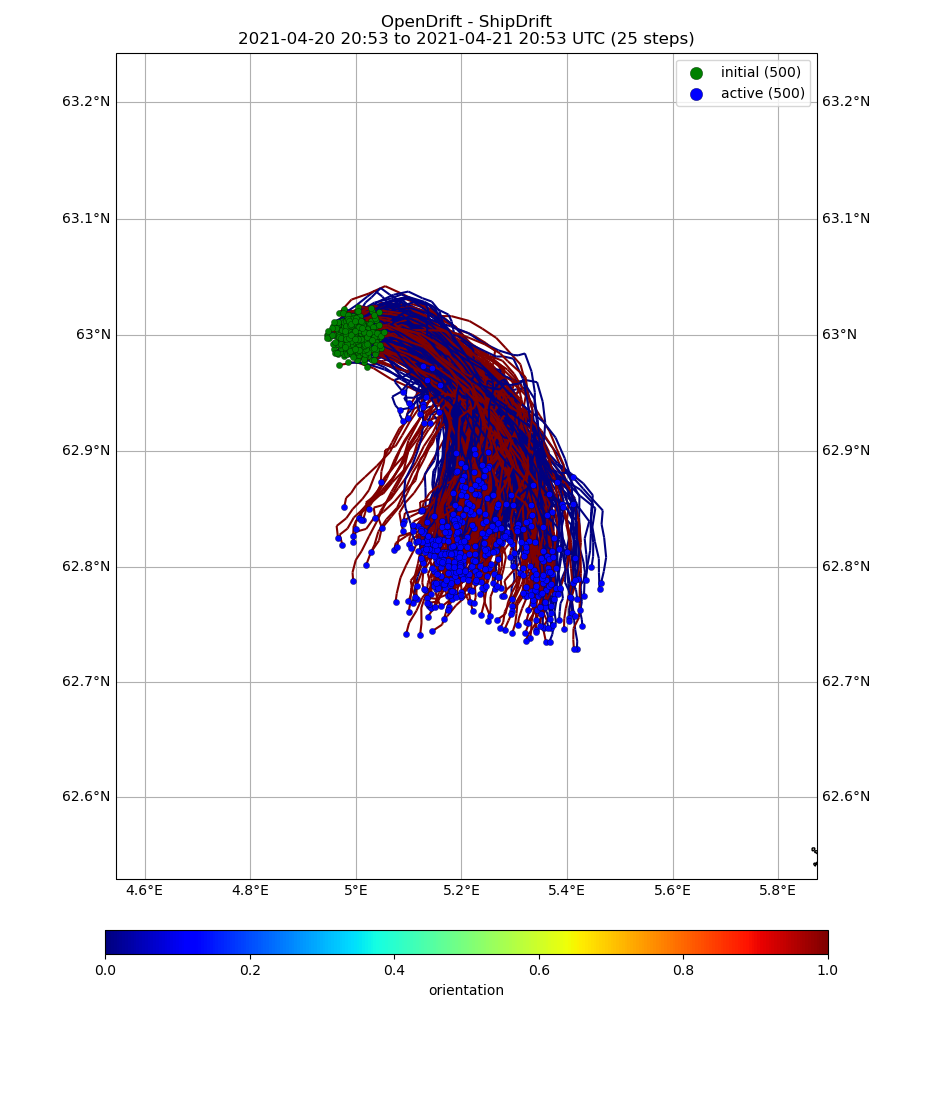 OpenDrift - ShipDrift
2021-04-20 20:53 to 2021-04-21 20:53 UTC (25 steps)
initial (500)
active (500)
63.2°N 63.2°N
63.1°N 63.1°N
63°N 63°N
62.9°N 62.9°N
62.8°N 62.8°N
62.7°N 62.7°N
62.6°N 62.6°N
4.6°E 4.8°E 5°E 5.2°E 5.4°E 5.6°E 5.8°E
0.0 0.2 0.4 0.6 0.8 1.0
orientation